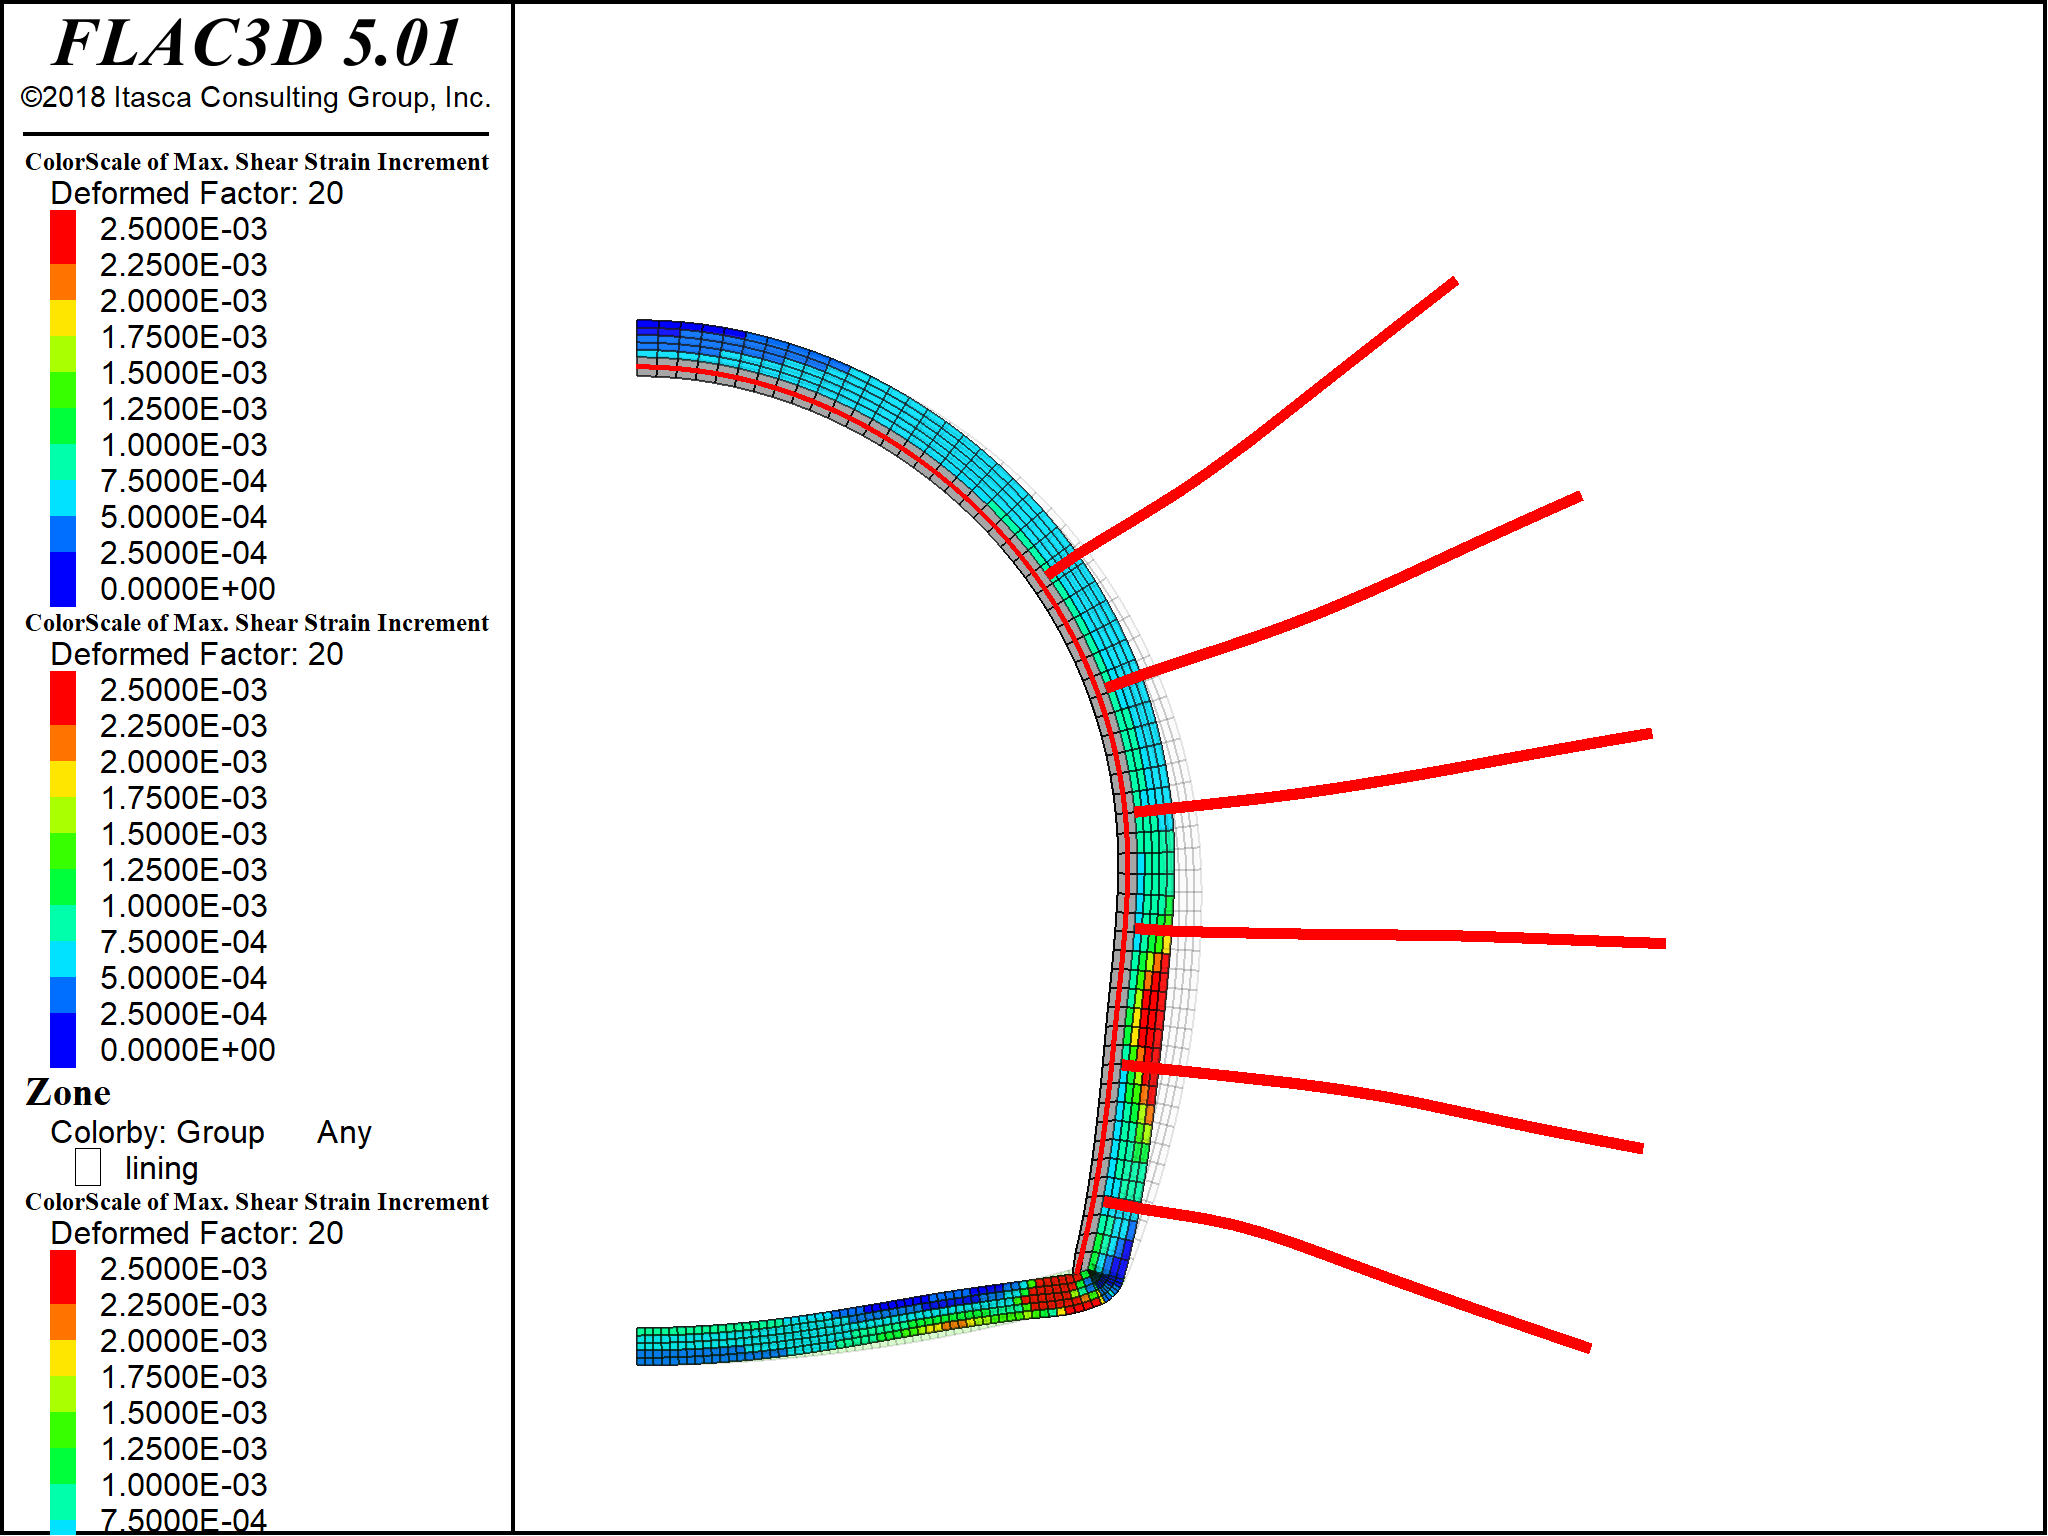 FLAC3D 5.01
©2018 Itasca Consulting Group, Inc.
ColorScale of Max. Shear Strain Increment
Deformed Factor: 20
2.5000E-03
2.2500E-03
2.0000E-03
1.7500E-03
1.5000E-03
1.2500E-03
1.0000E-03
7.5000E-04
5.0000E-04
2.5000E-04
0.0000E+00
ColorScale of Max. Shear Strain Increment
Deformed Factor: 20
2.5000E-03
2.2500E-03
2.0000E-03
1.7500E-03
1.5000E-03
1.2500E-03
1.0000E-03
7.5000E-04
5.0000E-04
2.5000E-04
0.0000E+00
Zone
Colorby: Group Any
lining
ColorScale of Max. Shear Strain Increment
Deformed Factor: 20
2.5000E-03
2.2500E-03
2.0000E-03
1.7500E-03
1.5000E-03
1.2500E-03
1.0000E-03
7.5000E-04